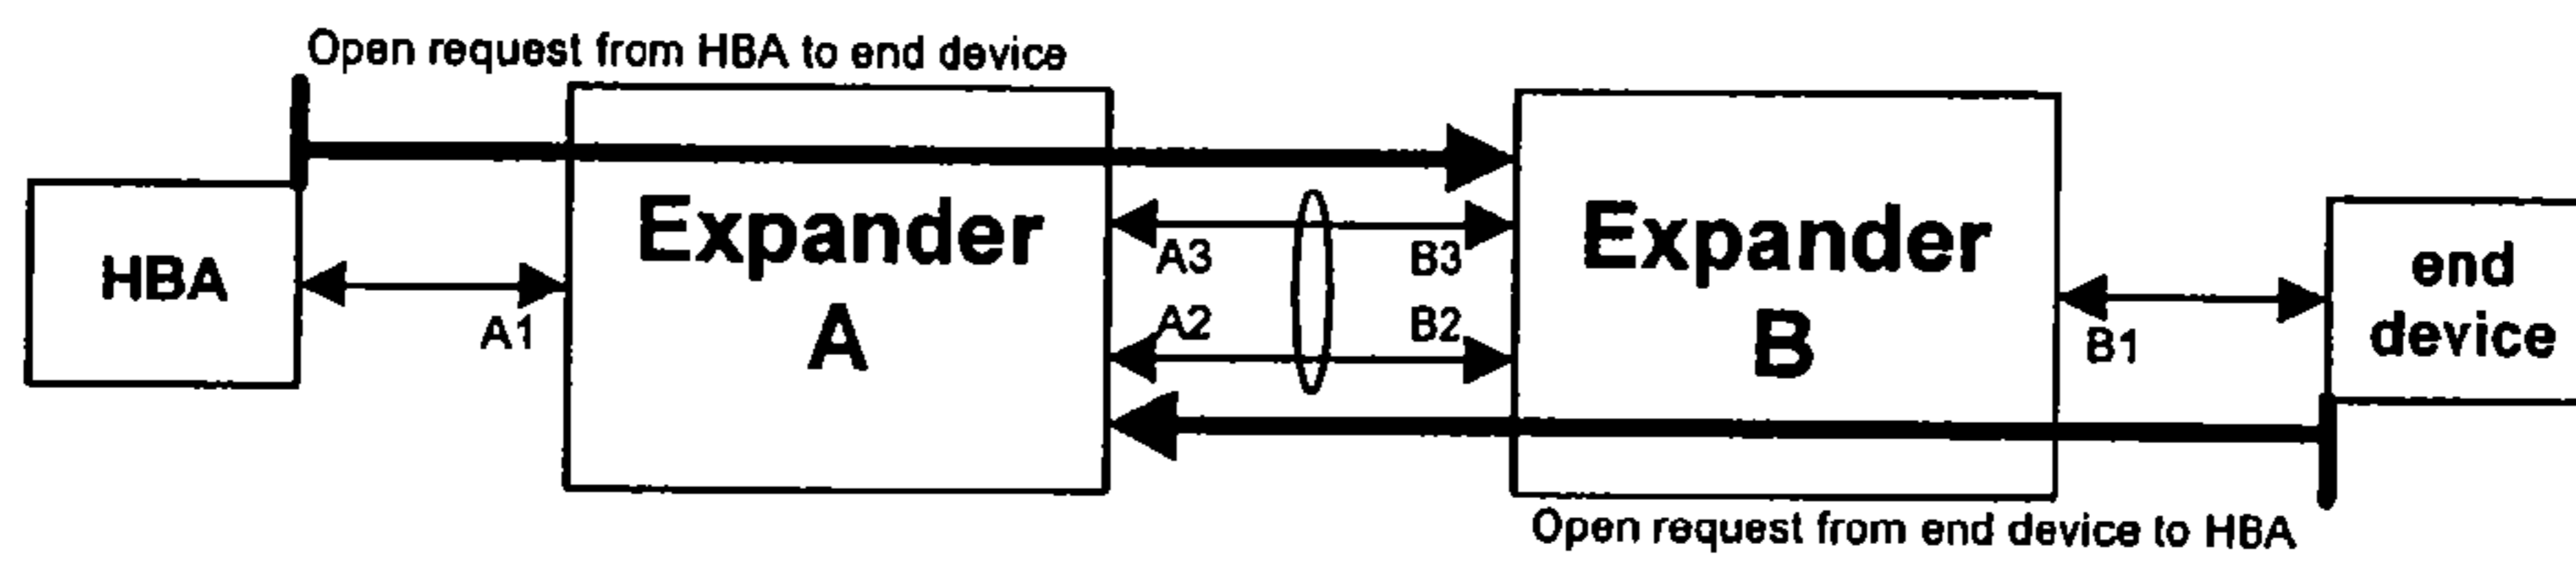 Open request from HBA to end device
HBA
A1
Expander
A
A3
A2
B3
B2
Expander
B
B1
end
device
Open request from end device to HBA